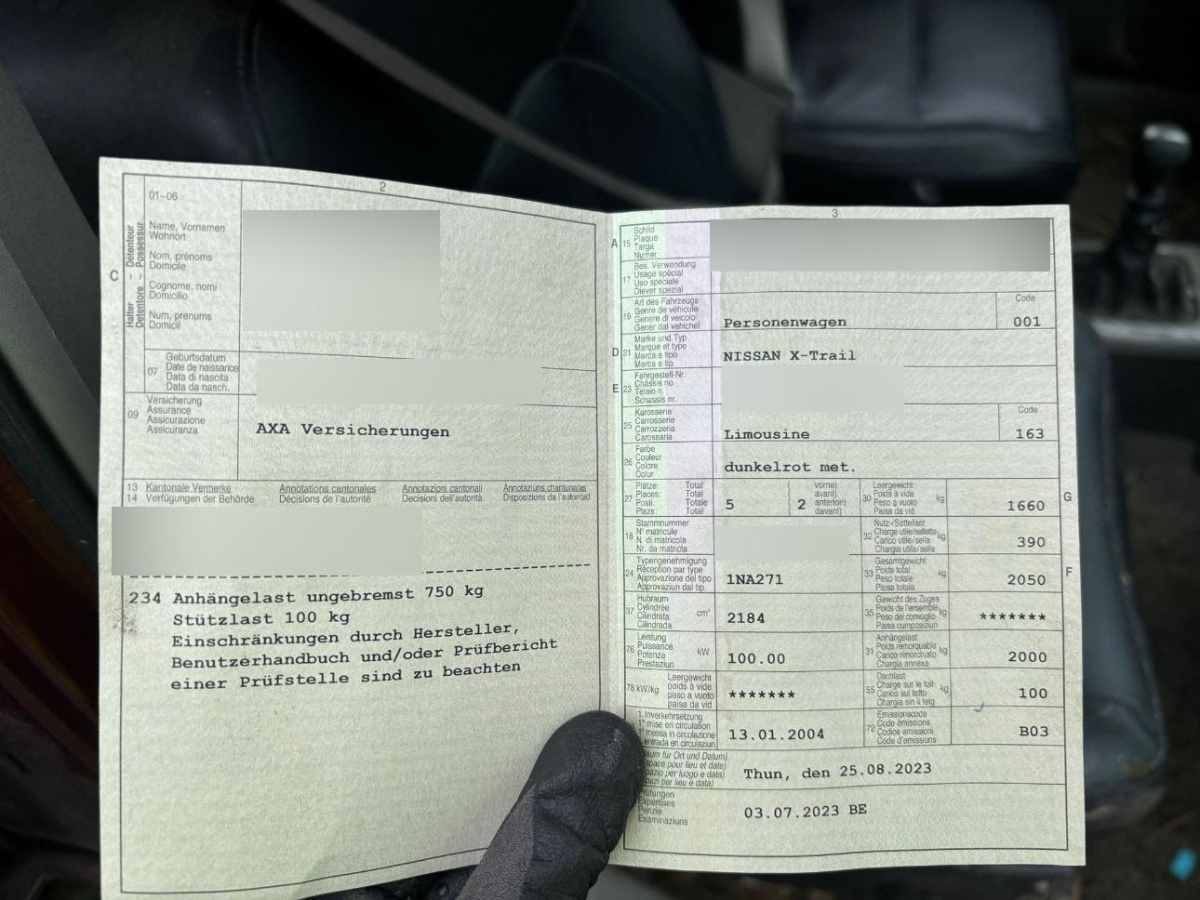 2
01-06
Halter – Détenteur
Detentore – Possessur
C
Name, Vornamen
Wohnort
Nom, prénoms
Domicile
Cognome, nomi
Domicilio
Num, prenums
Domicil
07
Geburtsdatum
Date de naissance
Data di nascita
Data da nasch.
09
Versicherung
Assurance
Assicurazione
Assicuranza
AXA Versicherungen
13 Kantonale Vermerke Annotations cantonales Annotazioni cantonali Annotaziuns chantunalas
14 Verfügungen der Behörde Décisions de l'autorité Decisioni dell'autorità Disposiziuns da l'autoritad
234 Anhängelast ungebremst 750 kg
Stützlast 100 kg
Einschränkungen durch Hersteller,
Benutzerhandbuch und/oder Prüfbericht
einer Prüfstelle sind zu beachten
3
A
15
Schild
Plaque
Targa
Numer
17
Bes. Verwendung
Usage spécial
Uso speciale
Diever spezial
19
Art des Fahrzeugs
Genre de véhicule
Genere di veicolo
Gener dal vehichel
Personenwagen
Code
001
D
21
Marke und Typ
Marque et type
Marca e tipo
Marca e tip
NISSAN X-Trail
E
23
Fahrgestell-Nr.
Châssis no
Telaio n.
Schassis nr.
25
Karosserie
Carrosserie
Carrozzeria
Carossaria
Limousine
Code
163
26
Farbe
Couleur
Colore
Colur
dunkelrot met.
27
Plätze: Total
Places: Total
Posti: Totale
Plazs: Total
5
vorne)
avant)
anteriori)
davant)
2
30
Leergewicht
Poids à vide
Peso a vuoto
Paisa da vid
kg
1660
G
18
Stammnummer
N° matricule
N. di matricola
Nr. da matricla
32
Nutz-/Sattellast
Charge utile/sellette
Carico utile/sella
Chargia utila/sella
kg
390
24
Typengenehmigung
Réception par type
Approvazione del tipo
Approvaziun dal tip
1NA271
33
Gesamtgewicht
Poids total
Peso totale
Paisa totala
kg
2050
F
37
Hubraum
Cylindrée
Cilindrata
Cilindrada
cm³
2184
35
Gewicht des Zuges
Poids de l'ensemble
Peso del convoglio
Paisa cumposiziun
kg
*******
76
Leistung
Puissance
Potenza
Prestaziun
kW
100.00
31
Anhängelast
Poids remorquable
Carico rimorchiato
Chargia annexa
kg
2000
78 kW/kg
Leergewicht
poids à vide
peso a vuoto
paisa da vid
*******
55
Dachlast
Charge sur le toit
Carico sul tetto
Chargia sin il tetg
kg
100
1. Inverkehrsetzung
1re mise en circulation
1a messa in circolazione
entrada en circulaziun
13.01.2004
72
Emissionscode
Code émissions
Codice emissioni
Code d'emissiuns
B03
aum für Ort und Datum)
space pour lieu et date)
pazio per luogo e data)
pazi per lieu e data)
Thun, den 25.08.2023
Prüfungen
Expertises
Perizie
Examinaziuns
03.07.2023 BE